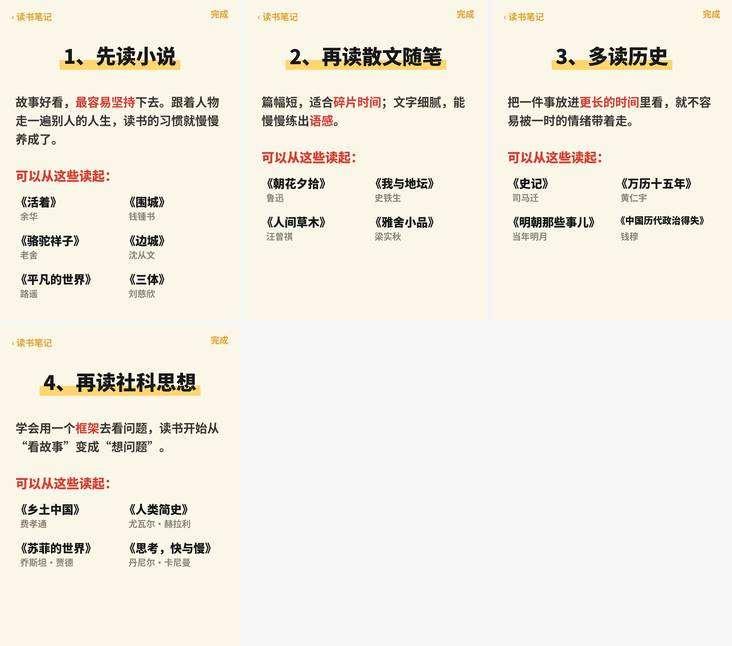 ‹ 读书笔记
完成
1、先读小说
故事好看，最容易坚持下去。跟着人物
走一遍别人的人生，读书的习惯就慢慢
养成了。
可以从这些读起：
《活着》
余华
《围城》
钱锺书
《骆驼祥子》
老舍
《边城》
沈从文
《平凡的世界》
路遥
《三体》
刘慈欣
‹ 读书笔记
完成
2、再读散文随笔
篇幅短，适合碎片时间；文字细腻，能
慢慢练出语感。
可以从这些读起：
《朝花夕拾》
鲁迅
《我与地坛》
史铁生
《人间草木》
汪曾祺
《雅舍小品》
梁实秋
‹ 读书笔记
完成
3、多读历史
把一件事放进更长的时间里看，就不容
易被一时的情绪带着走。
可以从这些读起：
《史记》
司马迁
《万历十五年》
黄仁宇
《明朝那些事儿》
当年明月
《中国历代政治得失》
钱穆
‹ 读书笔记
完成
4、再读社科思想
学会用一个框架去看问题，读书开始从
“看故事”变成“想问题”。
可以从这些读起：
《乡土中国》
费孝通
《人类简史》
尤瓦尔·赫拉利
《苏菲的世界》
乔斯坦·贾德
《思考，快与慢》
丹尼尔·卡尼曼